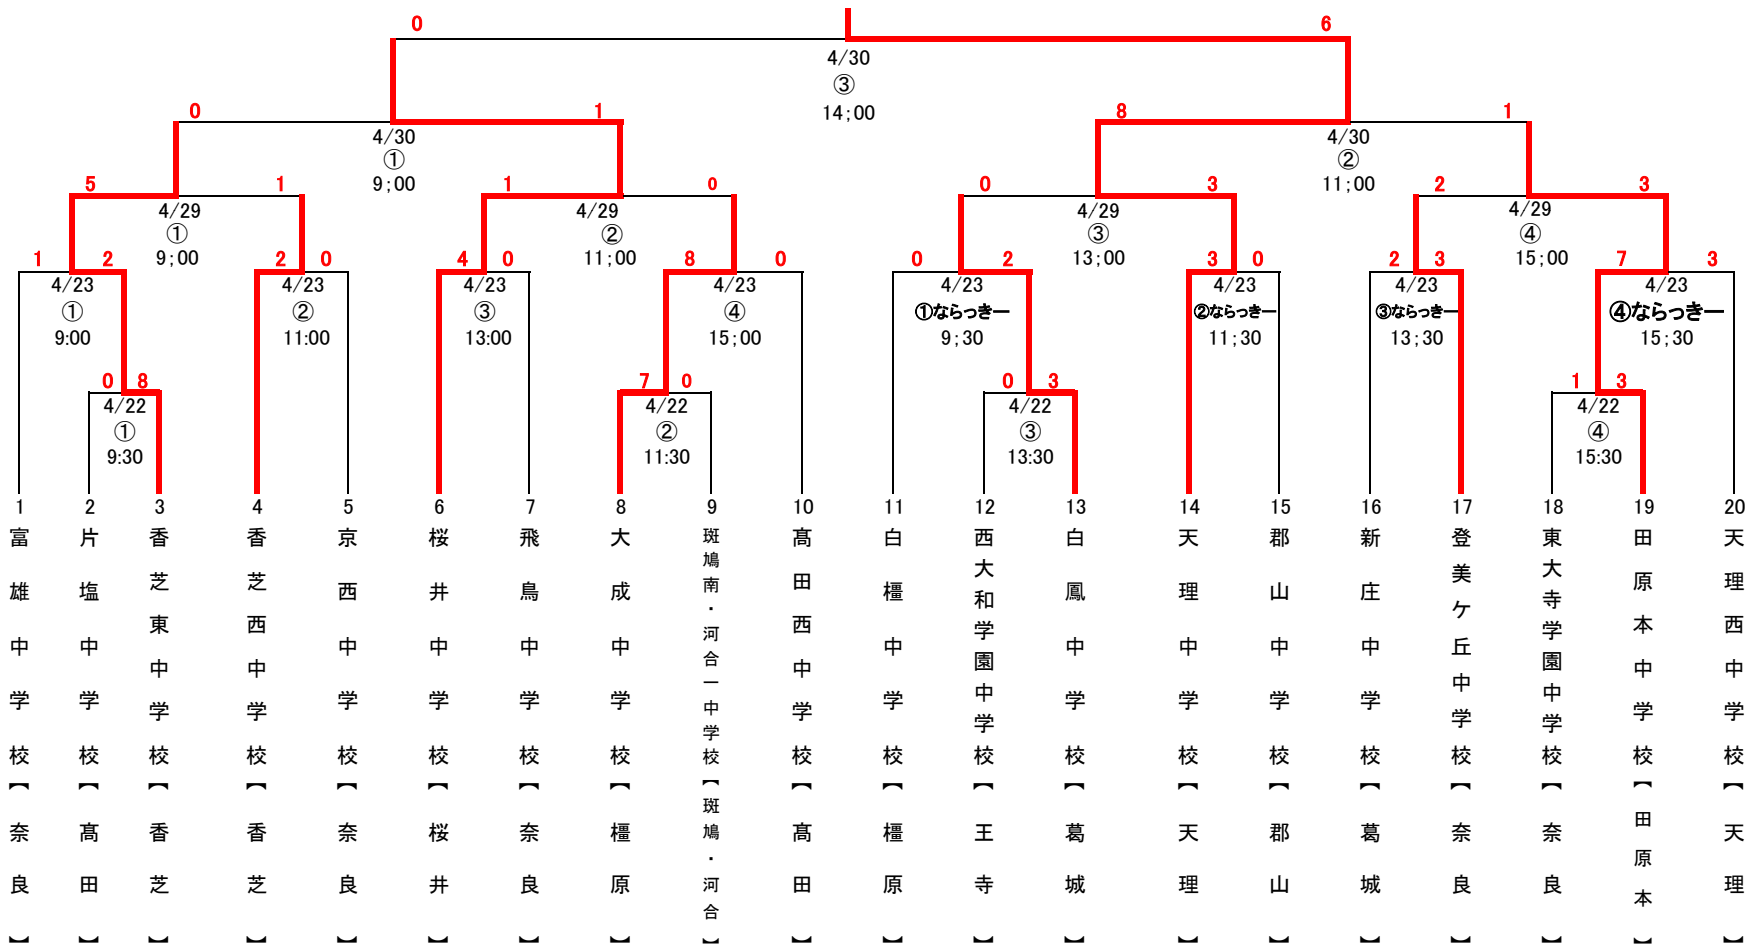 0 6
4/30
③
14;00
0 1 8 1
4/30
①
9;00
4/30
②
11;00
5 1 1 0 0 3 2 3
4/29 4/29 4/29 4/29
① ② ③ ④
9;00 11;00 13;00 15;00
1 2 2 0 4 0 8 0 0 2 3 0 2 3 7 3
4/23 4/23 4/23 4/23 4/23 4/23 4/23 4/23
① ② ③ ④ ①ならっきー ②ならっきー ③ならっきー ④ならっきー
9:00 11:00 13:00 15;00 9;30 11;30 13;30 15;30
0 8 7 0 0 3 1 3
4/22 4/22 4/22 4/22
① ② ③ ④
9:30 11:30 13:30 15:30
1 2 3 4 5 6 7 8 9 10 11 12 13 14 15 16 17 18 19 20
富雄中学校【奈良】
片塩中学校【髙田】
香芝東中学校【香芝】
香芝西中学校【香芝】
京西中学校【奈良】
桜井中学校【桜井】
飛鳥中学校【奈良】
大成中学校【橿原】
斑鳩南・河合一中学校【斑鳩・河合】
髙田西中学校【髙田】
白橿中学校【橿原】
西大和学園中学校【王寺】
白鳳中学校【葛城】
天理中学校【天理】
郡山中学校【郡山】
新庄中学校【葛城】
登美ケ丘中学校【奈良】
東大寺学園中学校【奈良】
田原本中学校【田原本】
天理西中学校【天理】